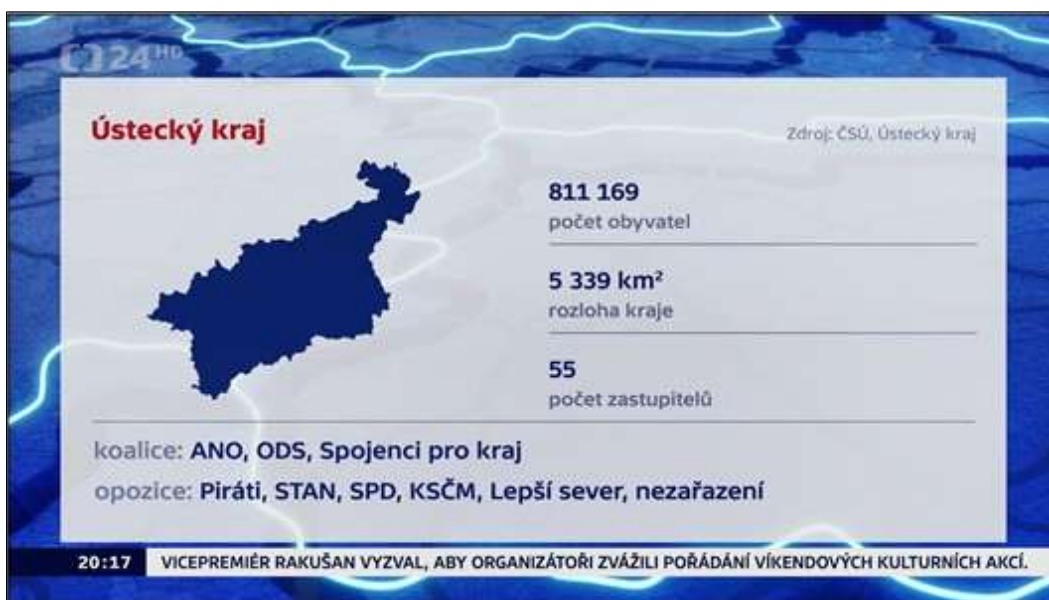 24 HD
Ústecký kraj
Zdroj: ČSÚ, Ústecký kraj
811 169
počet obyvatel
5 339 km²
rozloha kraje
55
počet zastupitelů
koalice: ANO, ODS, Spojenci pro kraj
opozice: Piráti, STAN, SPD, KSČM, Lepší sever, nezařazení
20:17 VICEPREMIÉR RAKUŠAN VYZVAL, ABY ORGANIZÁTOŘI ZVÁŽILI POŘÁDÁNÍ VÍKENDOVÝCH KULTURNÍCH AKCÍ.